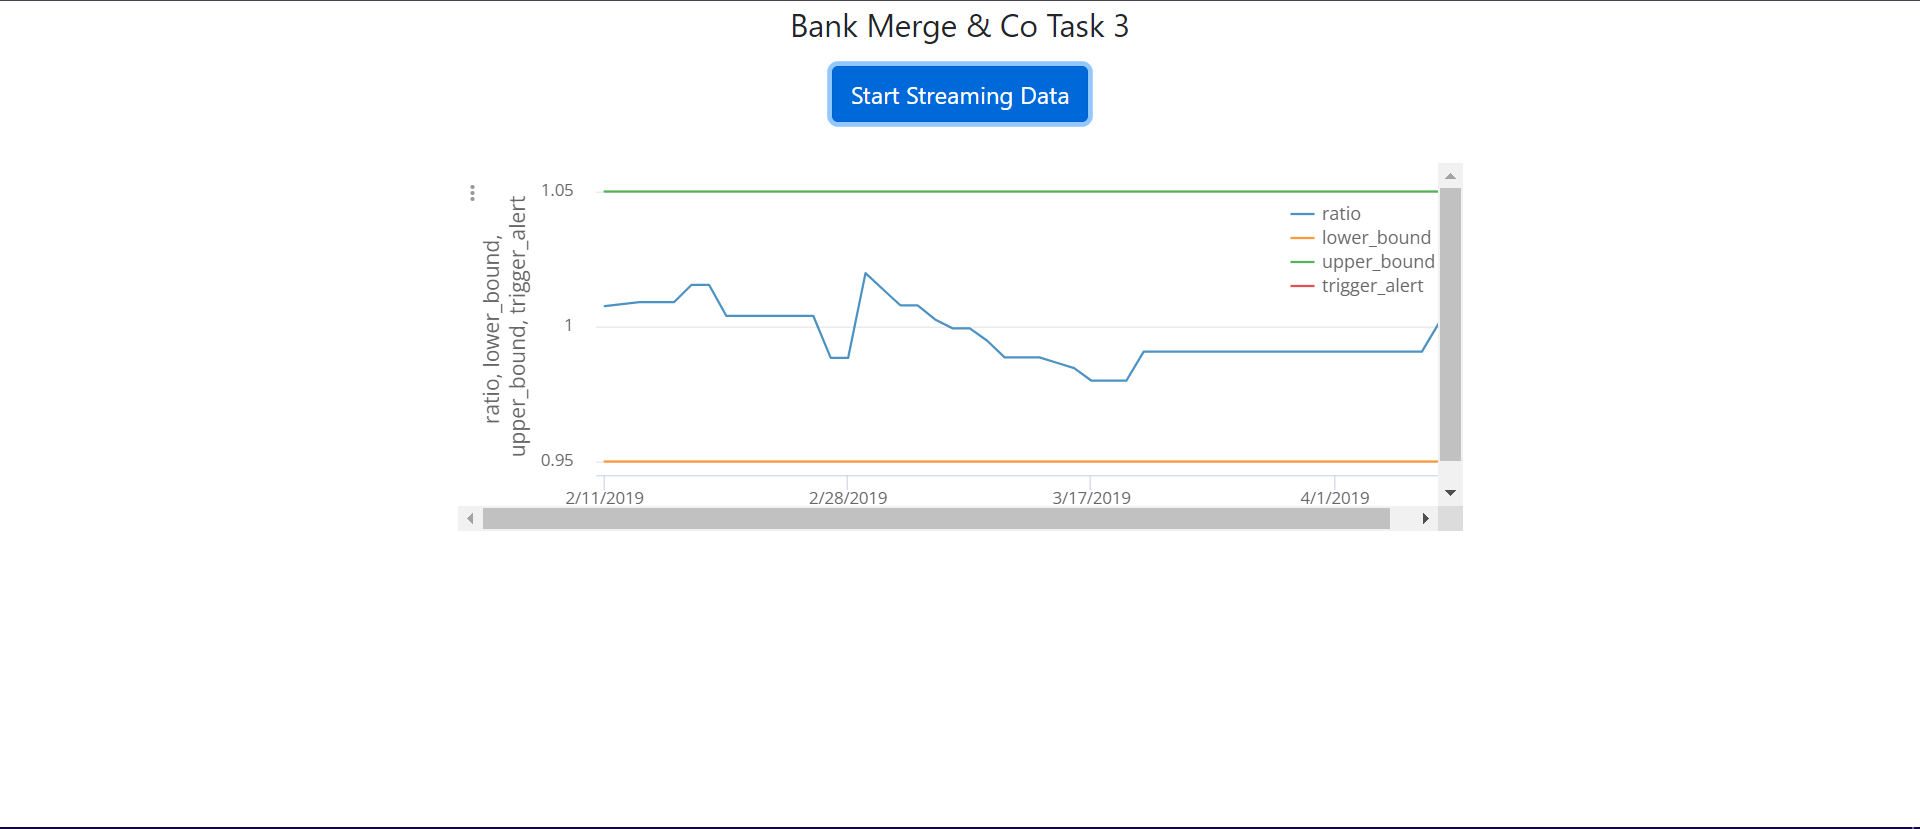 Bank Merge & Co Task 3
Start Streaming Data
ratio, lower_bound,
upper_bound, trigger_alert
1.05
1
0.95
ratio
lower_bound
upper_bound
trigger_alert
2/11/2019
2/28/2019
3/17/2019
4/1/2019